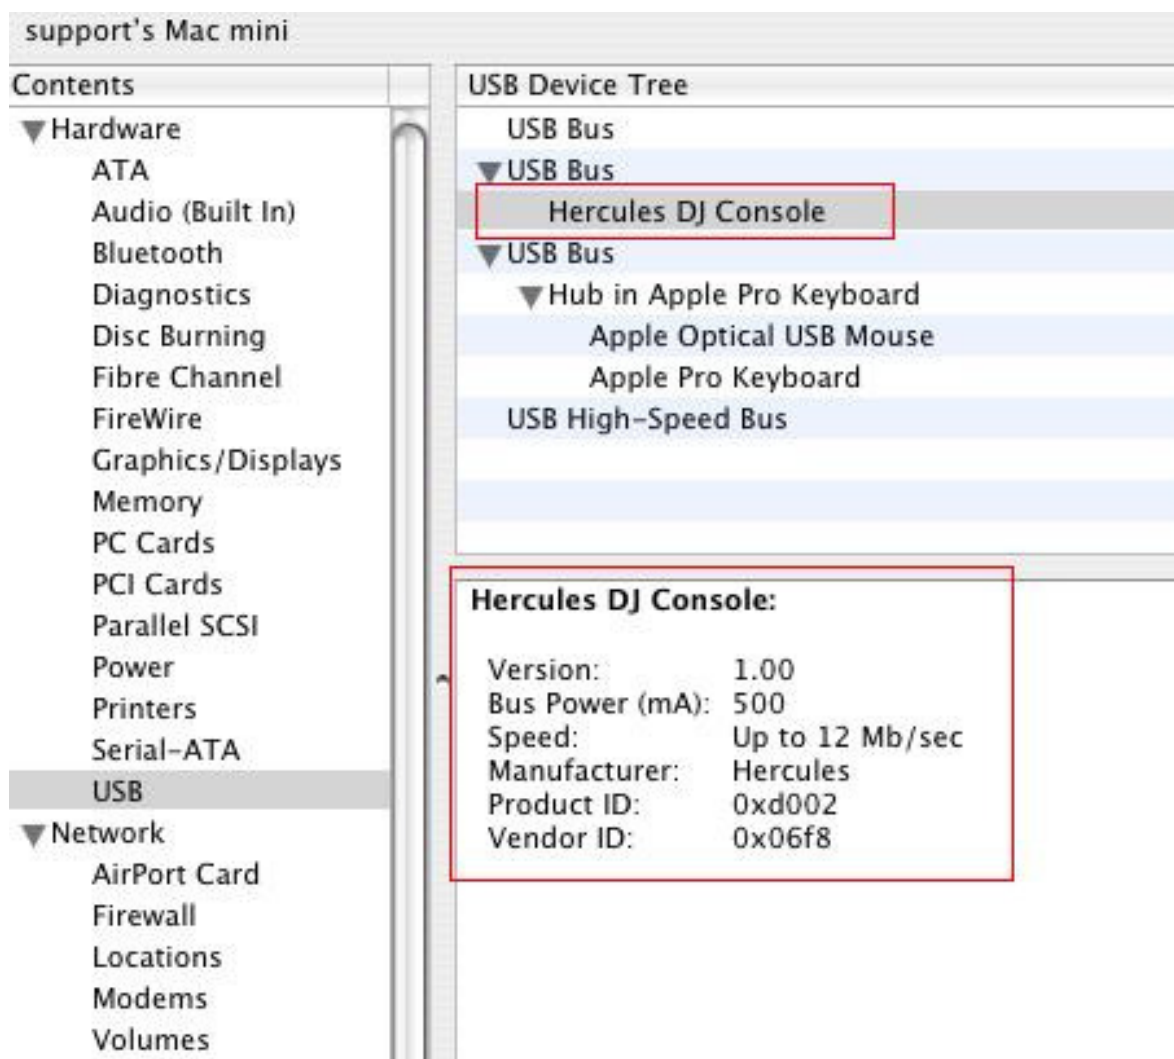 support's Mac mini
Contents
Hardware
ATA
Audio (Built In)
Bluetooth
Diagnostics
Disc Burning
Fibre Channel
FireWire
Graphics/Displays
Memory
PC Cards
PCI Cards
Parallel SCSI
Power
Printers
Serial-ATA
USB
Network
AirPort Card
Firewall
Locations
Modems
Volumes
USB Device Tree
USB Bus
USB Bus
Hercules DJ Console
USB Bus
Hub in Apple Pro Keyboard
Apple Optical USB Mouse
Apple Pro Keyboard
USB High-Speed Bus
Hercules DJ Console:
Version: 1.00
Bus Power (mA): 500
Speed: Up to 12 Mb/sec
Manufacturer: Hercules
Product ID: 0xd002
Vendor ID: 0x06f8